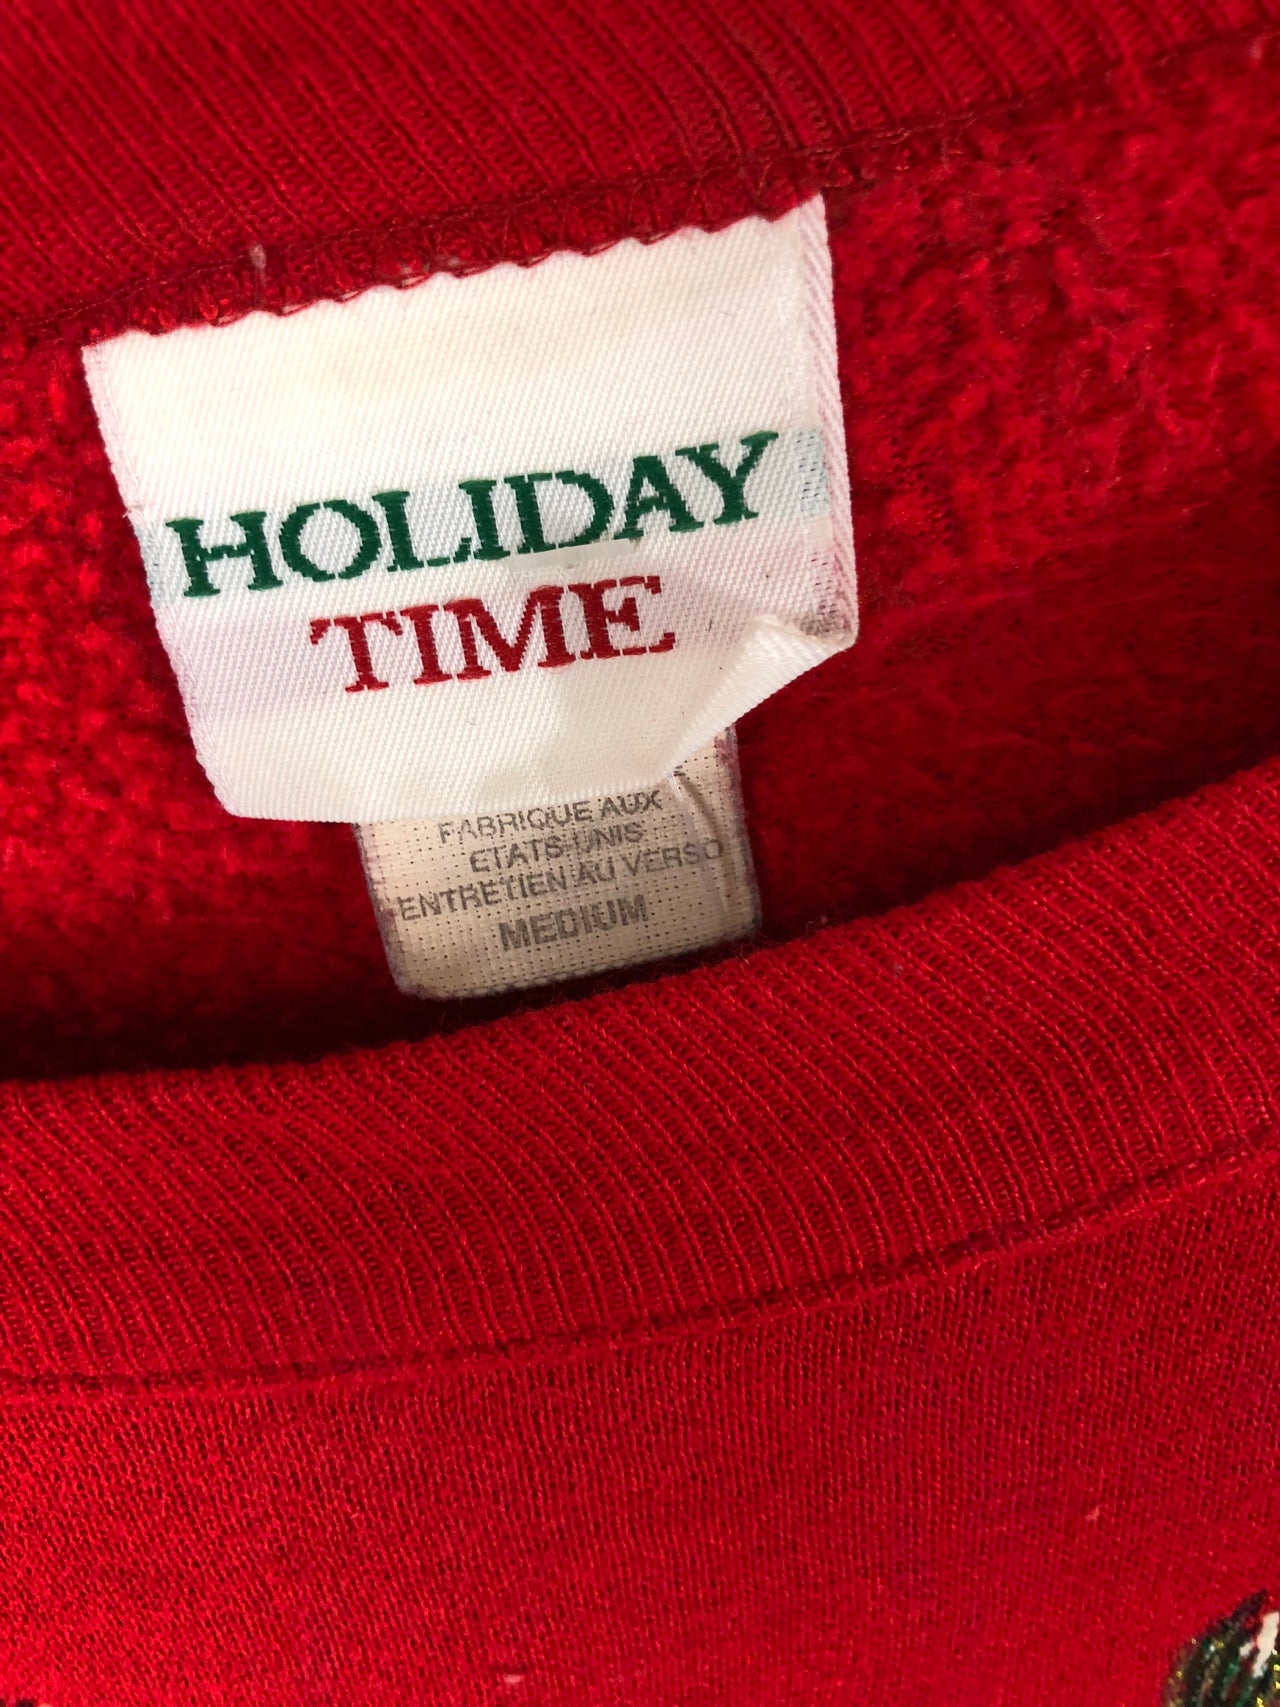 HOLIDAY
TIME
FABRIQUE AUX
ETATS-UNIS
ENTRETIEN AU VERSO
MEDIUM